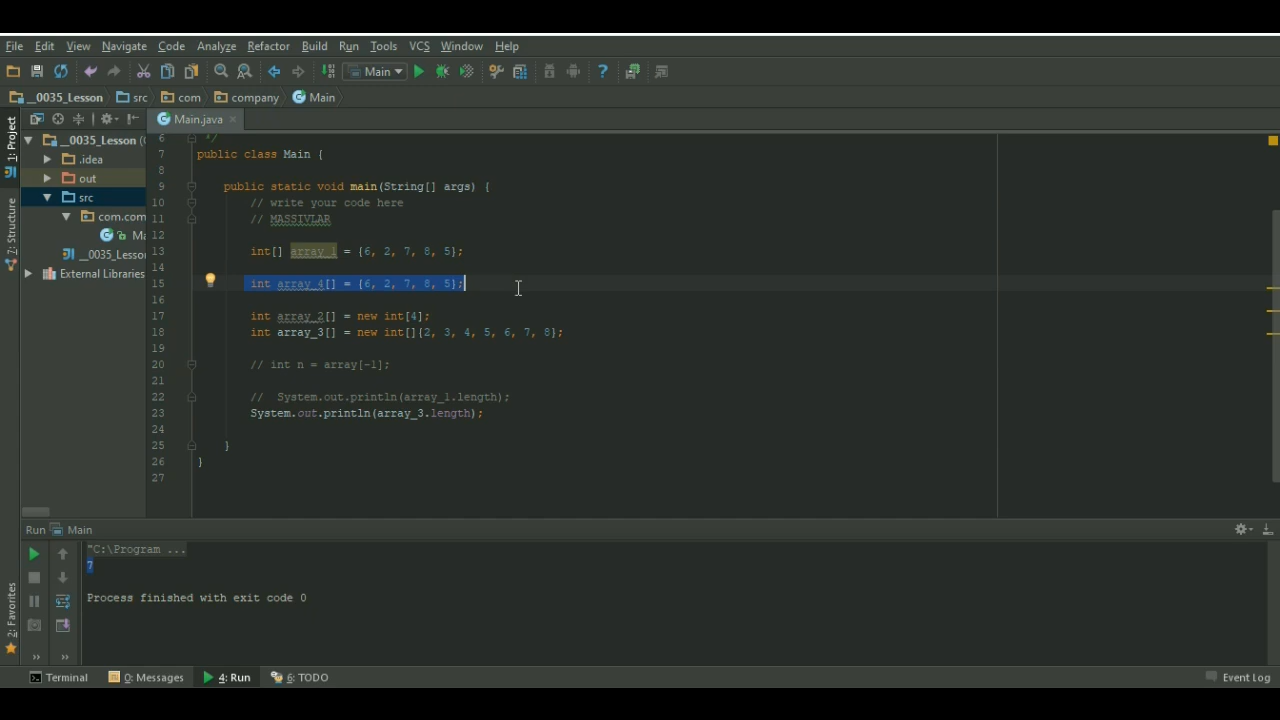 File Edit View Navigate Code Analyze Refactor Build Run Tools VCS Window Help
Main
__0035_Lesson src com company Main
1: Project
7: Structure
2: Favorites
__0035_Lesson
.idea
out
src
com.com
__0035_Lesso
External Libraries
Main.java
6 */
7 public class Main {
8
9 public static void main(String[] args) {
10 // write your code here
11 // MASSIVLAR
12
13 int[] array_1 = {6, 2, 7, 8, 5};
14
15 int array_4[] = {6, 2, 7, 8, 5};
16
17 int array_2[] = new int[4];
18 int array_3[] = new int[]{2, 3, 4, 5, 6, 7, 8};
19
20 // int n = array[-1];
21
22 // System.out.println(array_1.length);
23 System.out.println(array_3.length);
24
25 }
26 }
27
Run Main
"C:\Program ...
7
Process finished with exit code 0
Terminal 0: Messages 4: Run 6: TODO Event Log